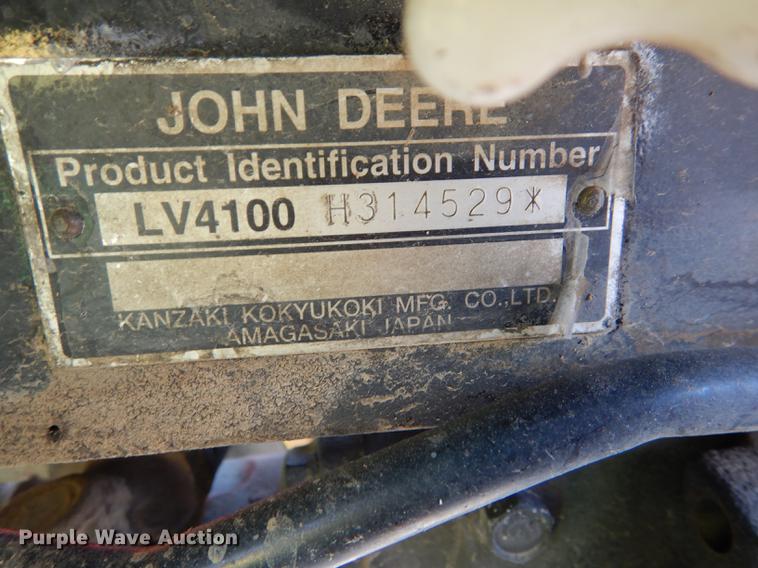 JOHN DEERE
Product Identification Number
LV4100 H314529*
KANZAKI KOKYUKOKI MFG. CO.,LTD.
AMAGASAKI JAPAN
Purple Wave Auction